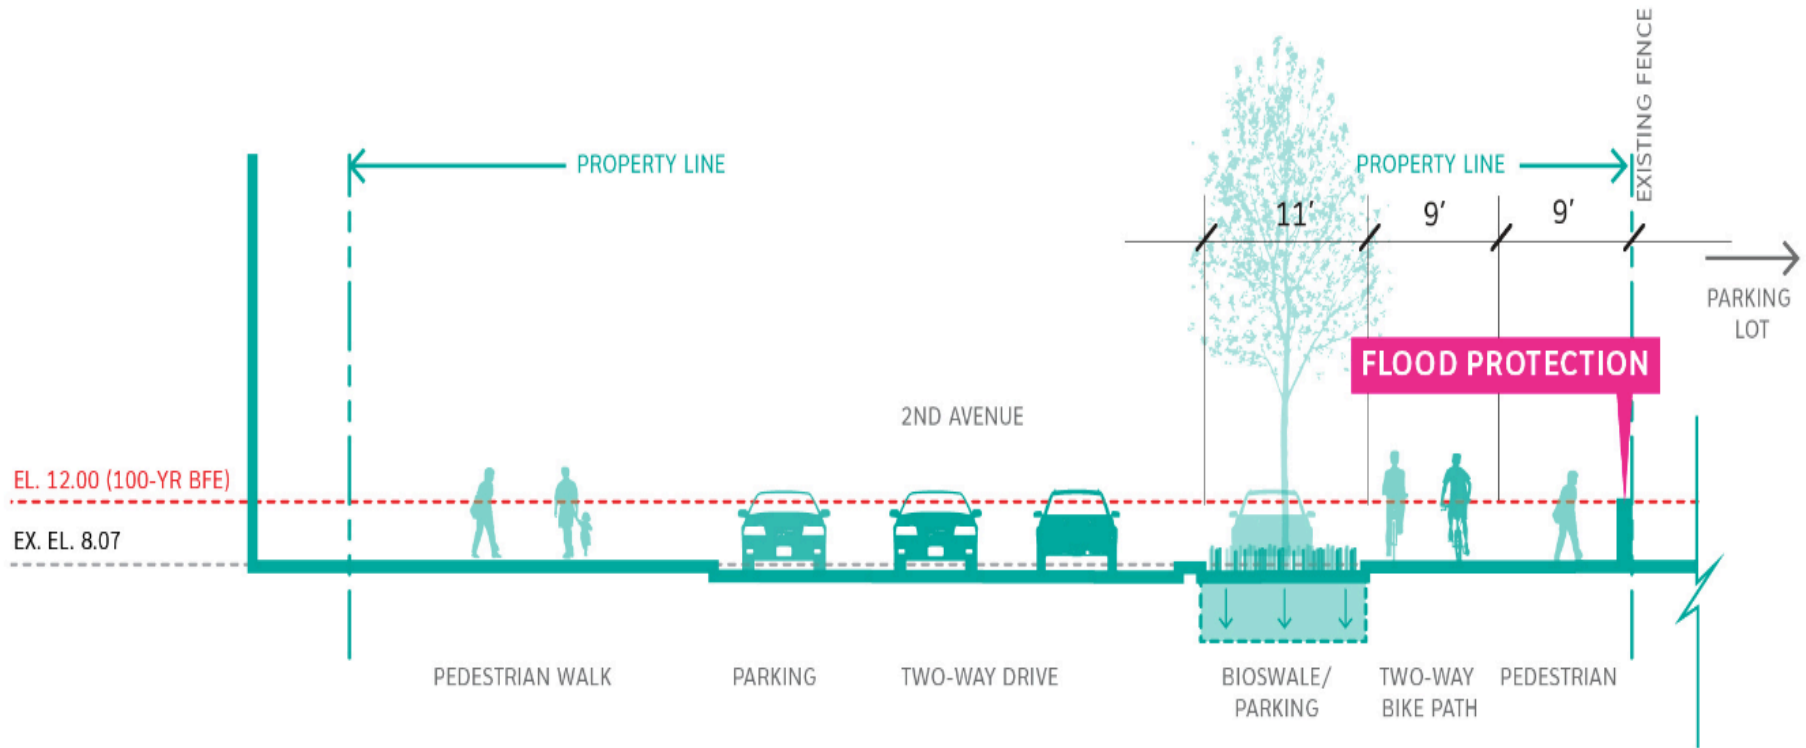 EXISTING FENCE
PROPERTY LINE
PROPERTY LINE
11'
9'
9'
PARKING
LOT
FLOOD PROTECTION
2ND AVENUE
EL. 12.00 (100-YR BFE)
EX. EL. 8.07
PEDESTRIAN WALK
PARKING
TWO-WAY DRIVE
BIOSWALE/
PARKING
TWO-WAY
BIKE PATH
PEDESTRIAN